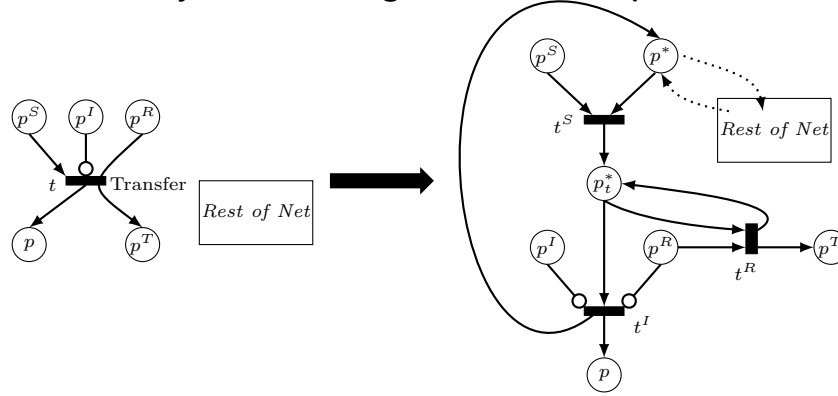 p^S
p^I
p^R
t
Transfer
p
p^T
Rest of Net
p^S
p^*
Rest of Net
t^S
p_t^*
p^I
p^R
p^T
t^R
t^I
p